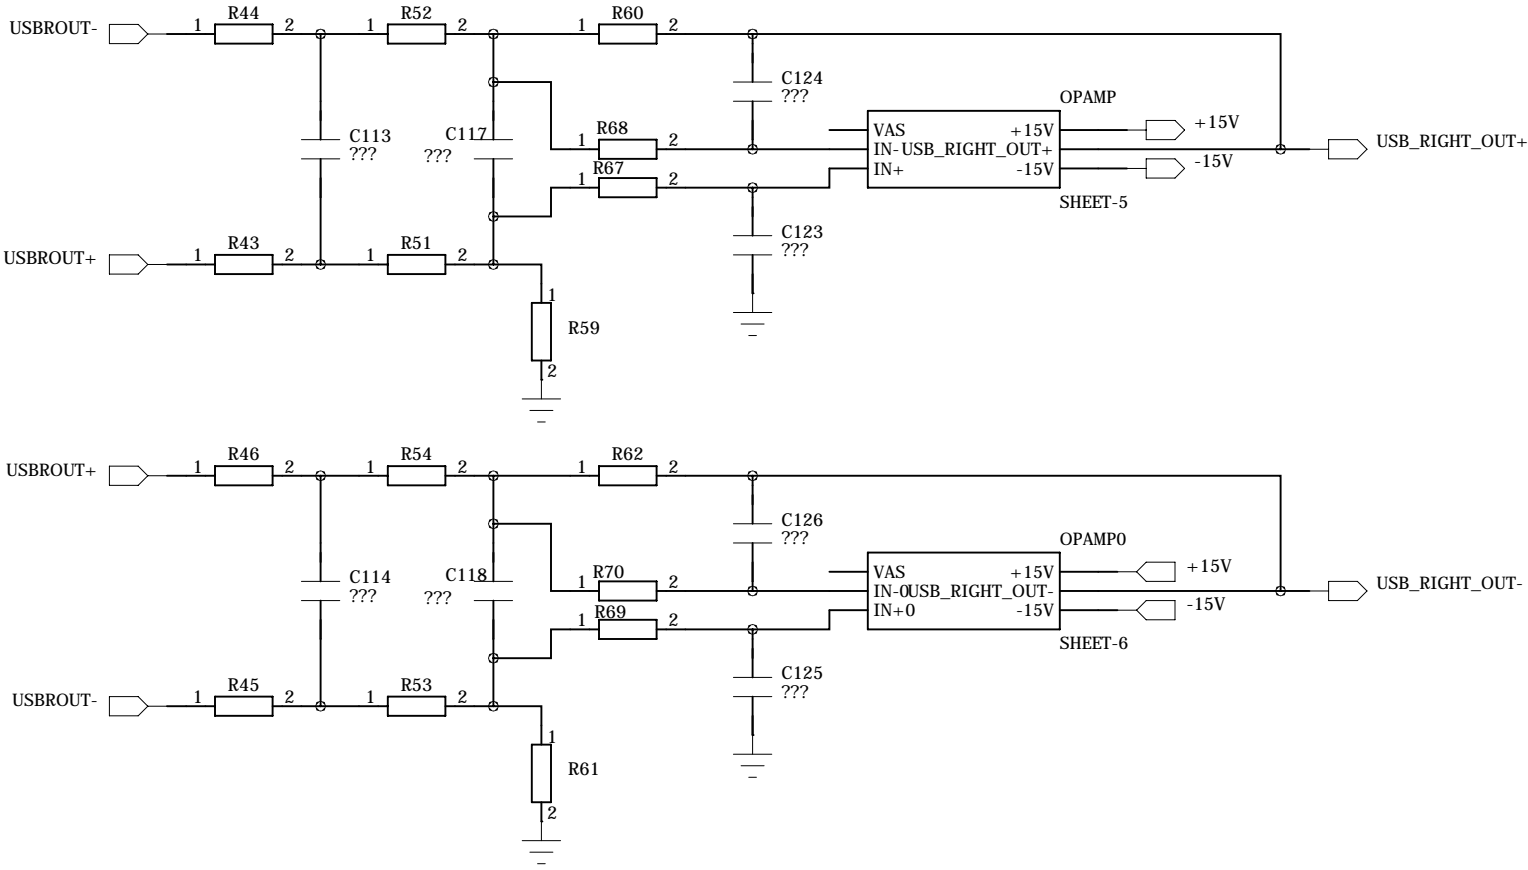 R44 R52 R60
USBROUT- 1 2 1 2 1 2
C124
???
OPAMP
C113
???
C117
???
R68
1 2
VAS +15V +15V
IN- USB_RIGHT_OUT+ USB_RIGHT_OUT+
IN+ -15V -15V
R67
1 2
SHEET-5
C123
???
R43 R51
USBROUT+ 1 2 1 2
1
R59
2
R46 R54 R62
USBROUT+ 1 2 1 2 1 2
C126
???
OPAMP0
C114
???
C118
???
R70
1 2
VAS +15V +15V
IN-0 USB_RIGHT_OUT- USB_RIGHT_OUT-
IN+0 -15V -15V
R69
1 2
SHEET-6
C125
???
R45 R53
USBROUT- 1 2 1 2
1
R61
2